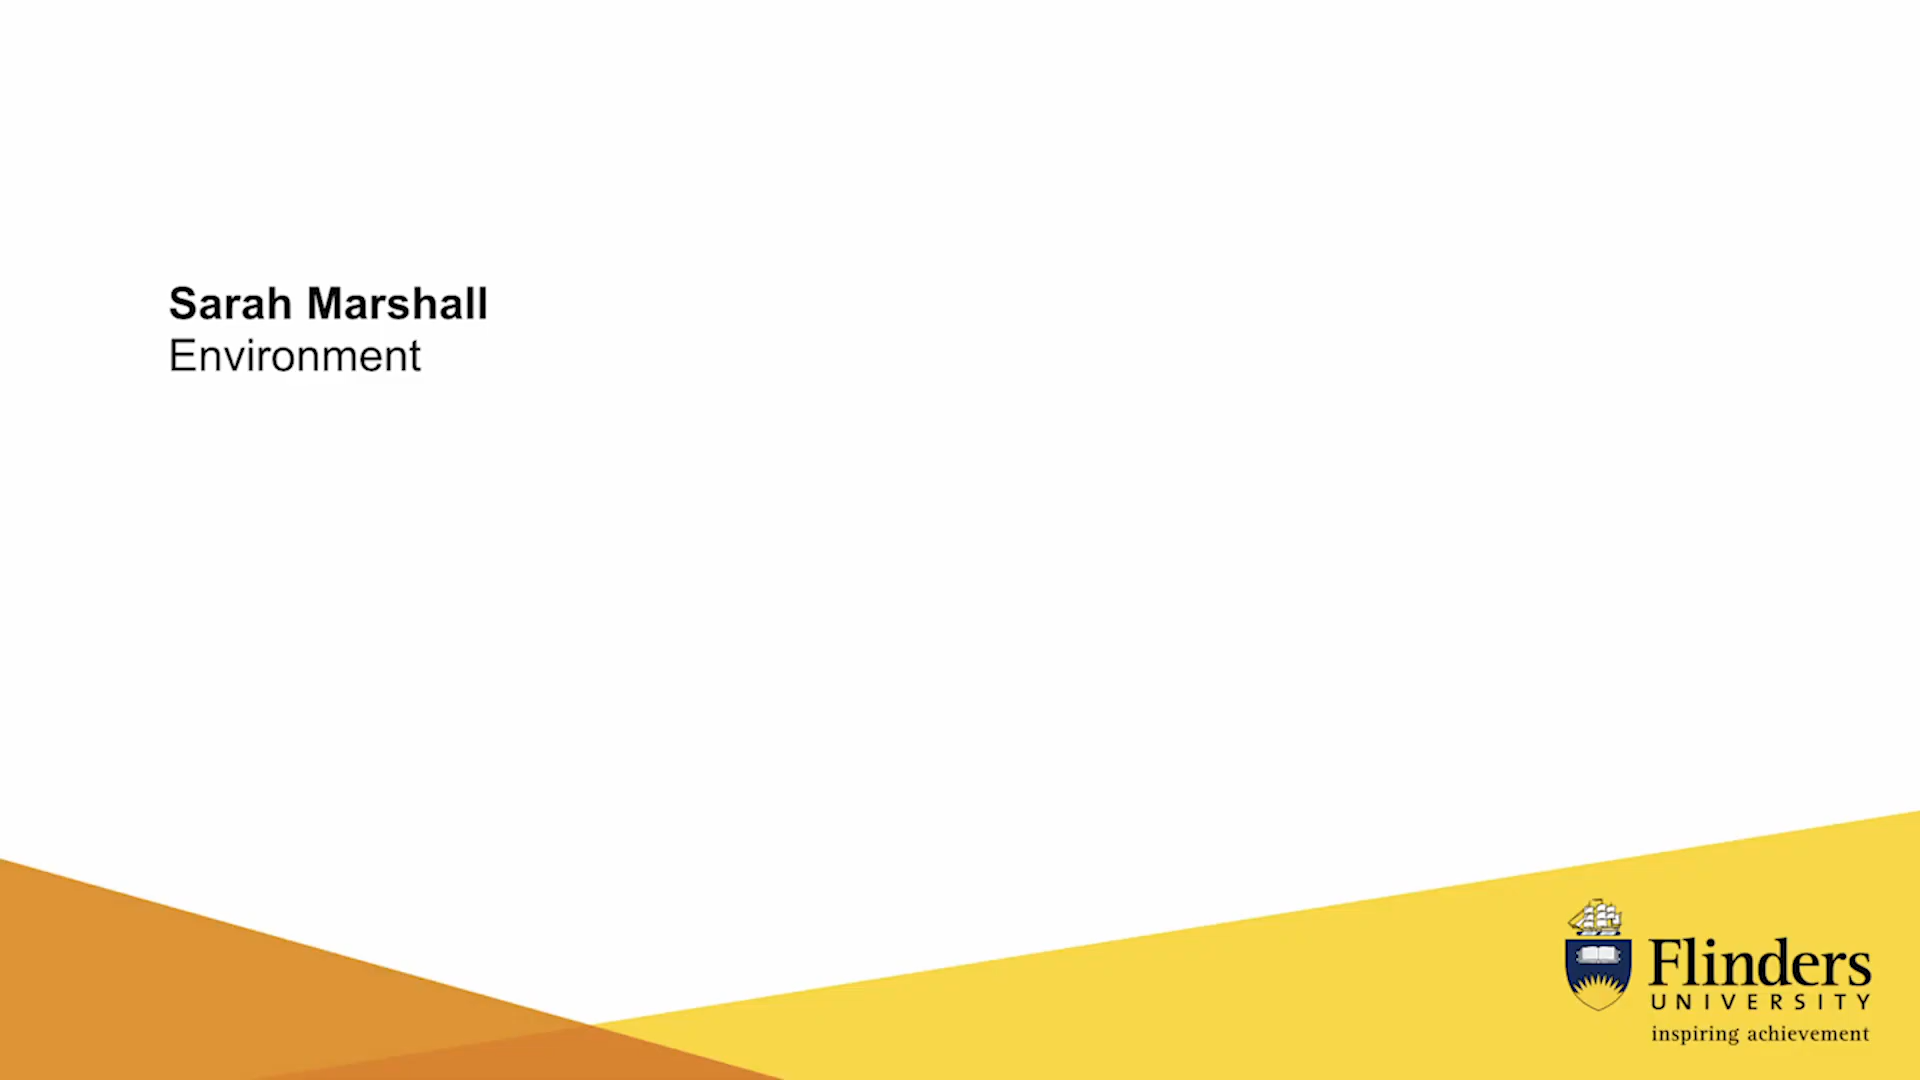 Sarah Marshall
Environment
Flinders
UNIVERSITY
inspiring achievement